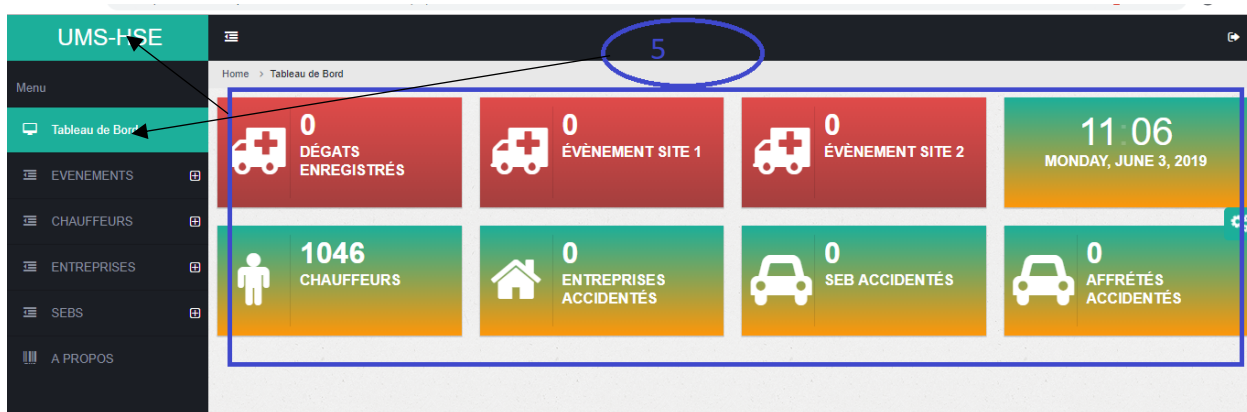 UMS-HSE
5
Home > Tableau de Bord
Menu
Tableau de Bord
EVENEMENTS
CHAUFFEURS
ENTREPRISES
SEBS
A PROPOS
0
DÉGATS
ENREGISTRÉS
0
ÉVÈNEMENT SITE 1
0
ÉVÈNEMENT SITE 2
11:06
MONDAY, JUNE 3, 2019
1046
CHAUFFEURS
0
ENTREPRISES
ACCIDENTÉS
0
SEB ACCIDENTÉS
0
AFFRÉTÉS
ACCIDENTÉS